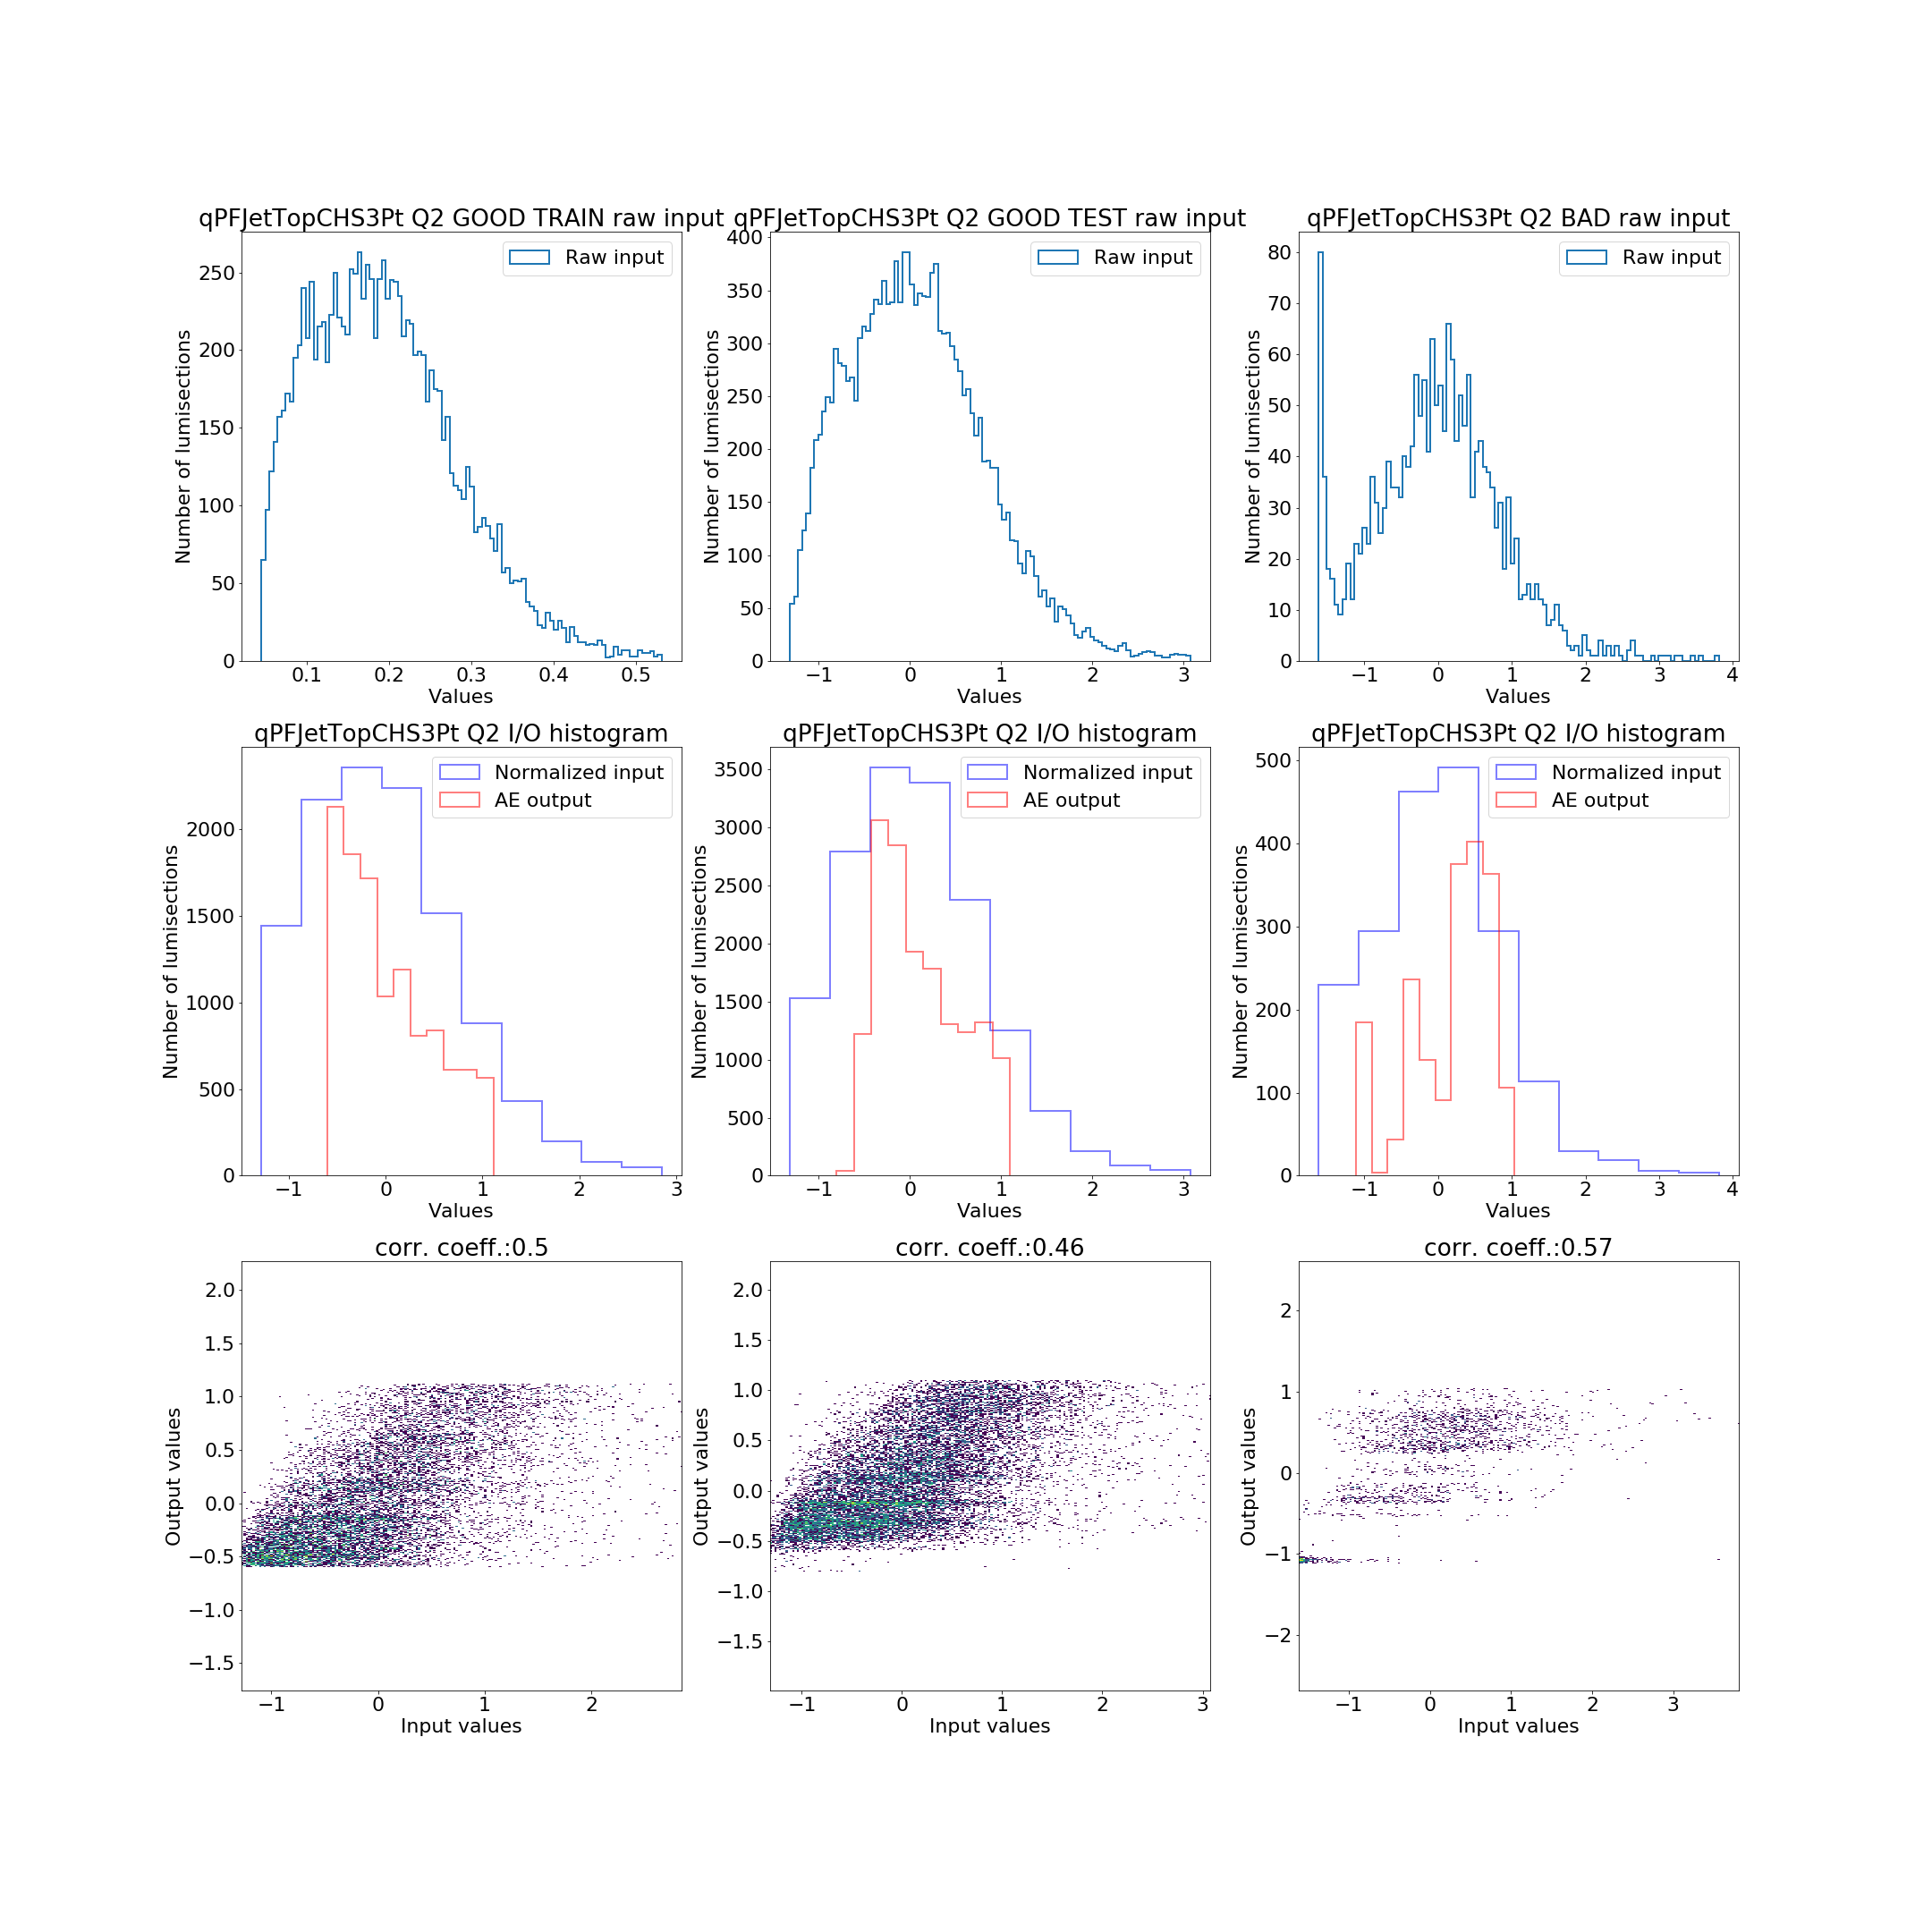 qPFJetTopCHS3Pt Q2 GOOD TRAIN raw input
Number of lumisections
250
200
150
100
50
0
Raw input
0.1 0.2 0.3 0.4 0.5
Values
qPFJetTopCHS3Pt Q2 GOOD TEST raw input
Number of lumisections
400
350
300
250
200
150
100
50
0
Raw input
−1 0 1 2 3
Values
qPFJetTopCHS3Pt Q2 BAD raw input
Number of lumisections
80
70
60
50
40
30
20
10
0
Raw input
−1 0 1 2 3 4
Values
qPFJetTopCHS3Pt Q2 I/O histogram
Number of lumisections
2000
1500
1000
500
0
Normalized input
AE output
−1 0 1 2 3
Values
qPFJetTopCHS3Pt Q2 I/O histogram
Number of lumisections
3500
3000
2500
2000
1500
1000
500
0
Normalized input
AE output
−1 0 1 2 3
Values
qPFJetTopCHS3Pt Q2 I/O histogram
Number of lumisections
500
400
300
200
100
0
Normalized input
AE output
−1 0 1 2 3 4
Values
corr. coeff.:0.5
Output values
2.0
1.5
1.0
0.5
0.0
−0.5
−1.0
−1.5
−1 0 1 2
Input values
corr. coeff.:0.46
Output values
2.0
1.5
1.0
0.5
0.0
−0.5
−1.0
−1.5
−1 0 1 2 3
Input values
corr. coeff.:0.57
Output values
2
1
0
−1
−2
−1 0 1 2 3
Input values